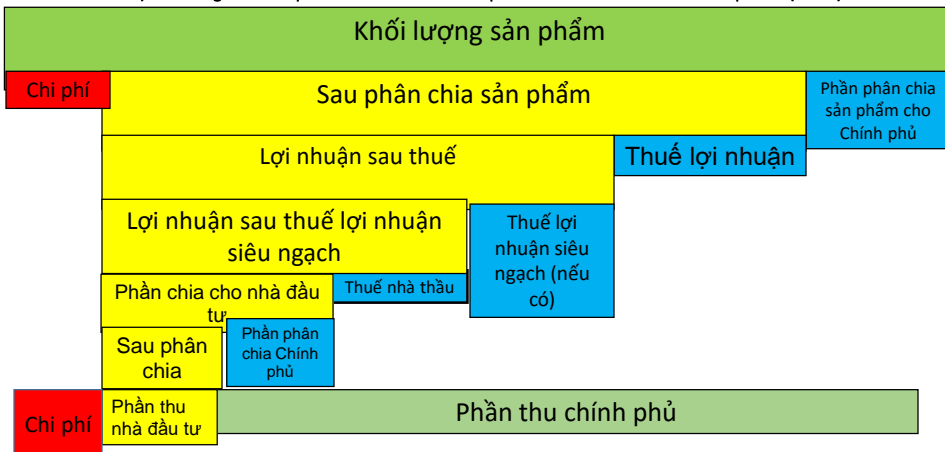 Khối lượng sản phẩm
Chi phí
Sau phân chia sản phẩm
Phần phân chia
sản phẩm cho
Chính phủ
Lợi nhuận sau thuế
Thuế lợi nhuận
Lợi nhuận sau thuế lợi nhuận
siêu ngạch
Thuế lợi
nhuận siêu
ngạch (nếu
có)
Phần chia cho nhà đầu
tư
Thuế nhà thầu
Sau phân
chia
Phần phân
chia Chính
phủ
Chi phí
Phần thu
nhà đầu tư
Phần thu chính phủ